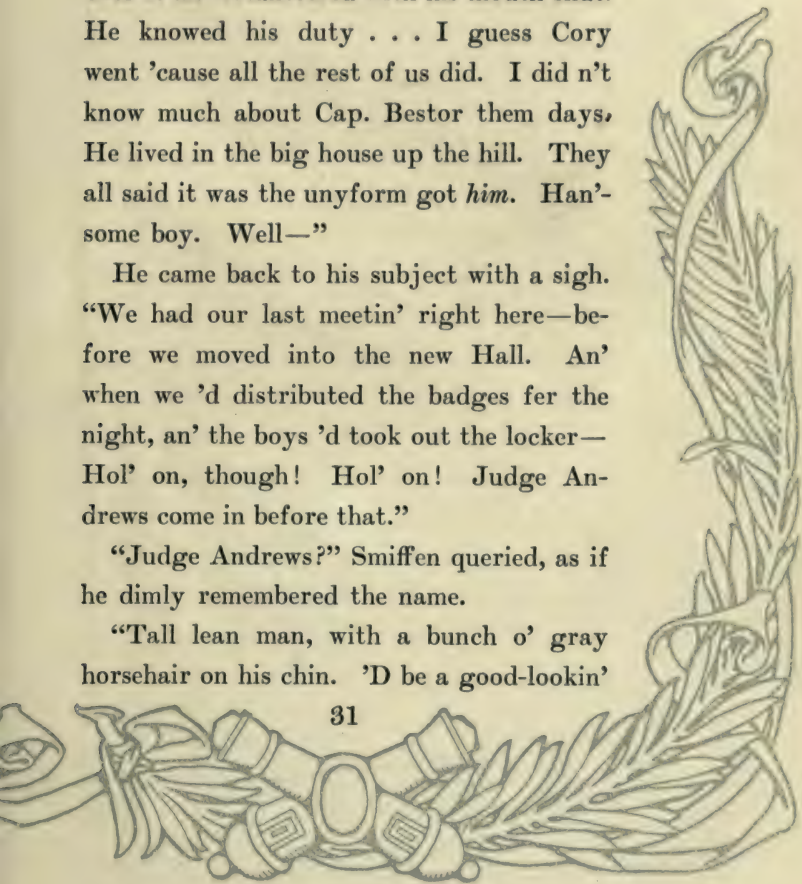 He knowed his duty . . . I guess Cory
went ’cause all the rest of us did. I did n’t
know much about Cap. Bestor them days,
He lived in the big house up the hill. They
all said it was the unyform got him. Han’-
some boy. Well—”
He came back to his subject with a sigh.
“We had our last meetin’ right here—be-
fore we moved into the new Hall. An’
when we ’d distributed the badges fer the
night, an’ the boys ’d took out the locker—
Hol’ on, though! Hol’ on! Judge An-
drews come in before that.”
“Judge Andrews?” Smiffen queried, as if
he dimly remembered the name.
“Tall lean man, with a bunch o’ gray
horsehair on his chin. ’D be a good-lookin’
31